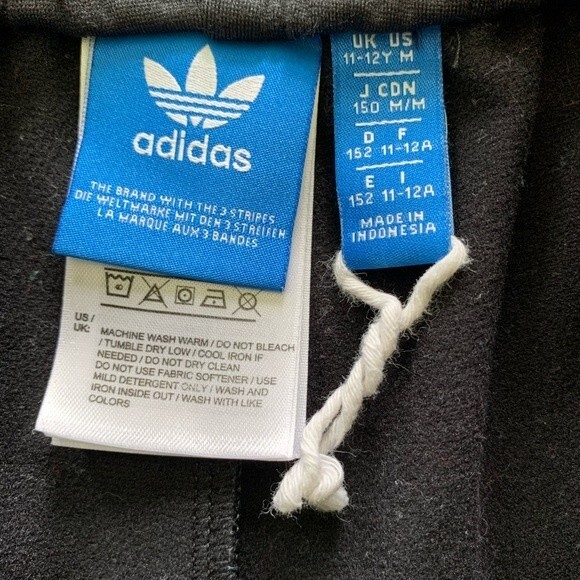 adidas
THE BRAND WITH THE 3 STRIPES
DIE WELTMARKE MIT DEN 3 STREIFEN
LA MARQUE AUX 3 BANDES
US /
UK:
MACHINE WASH WARM / DO NOT BLEACH
/ TUMBLE DRY LOW / COOL IRON IF
NEEDED / DO NOT DRY CLEAN
DO NOT USE FABRIC SOFTENER / USE
MILD DETERGENT ONLY / WASH AND
IRON INSIDE OUT / WASH WITH LIKE
COLORS
UK US
11-12Y M
J CDN
150 M/M
D F
152 11-12A
E I
152 11-12A
MADE IN
INDONESIA